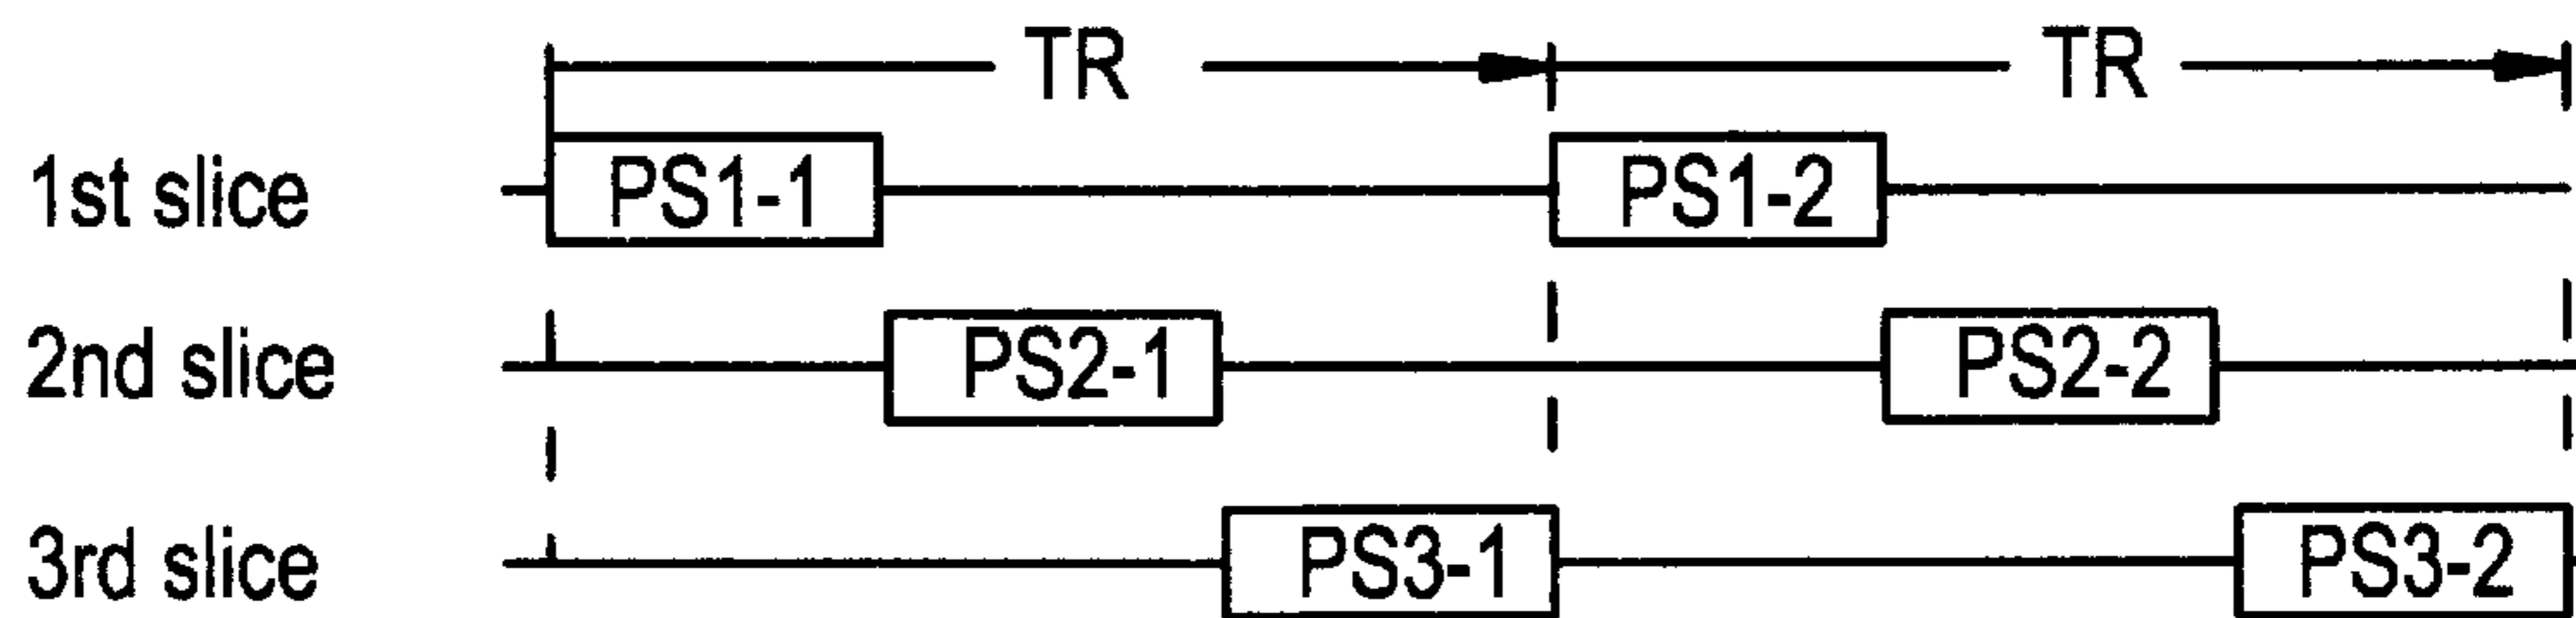 TR TR
1st slice PS1-1 PS1-2
2nd slice PS2-1 PS2-2
3rd slice PS3-1 PS3-2